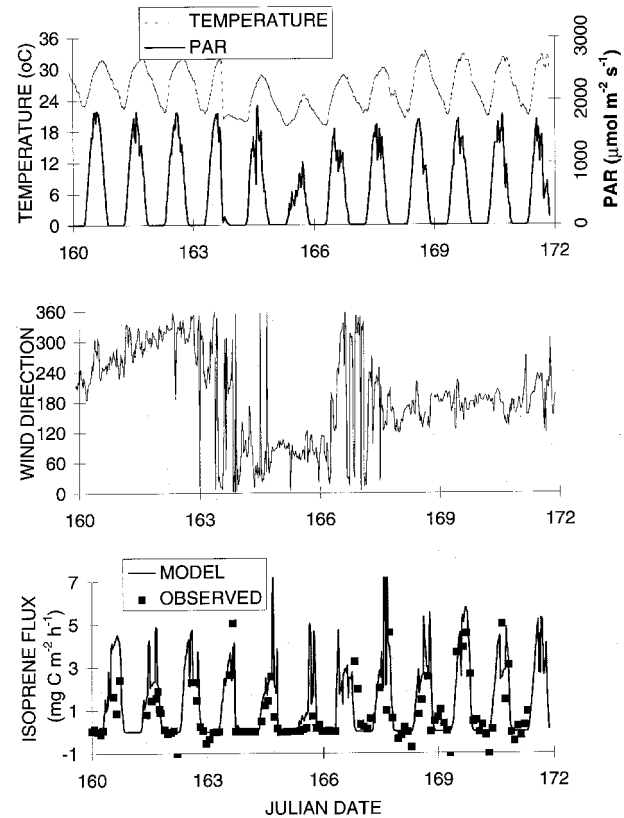 TEMPERATURE
PAR
TEMPERATURE (oC)
36
30
24
18
12
6
0
3000
2000
1000
0
PAR (μmol m⁻² s⁻¹)
160 163 166 169 172
WIND DIRECTION
360
300
240
180
120
60
0
160 163 166 169 172
MODEL
OBSERVED
ISOPRENE FLUX
(mg C m⁻² h⁻¹)
7
5
3
1
-1
160 163 166 169 172
JULIAN DATE